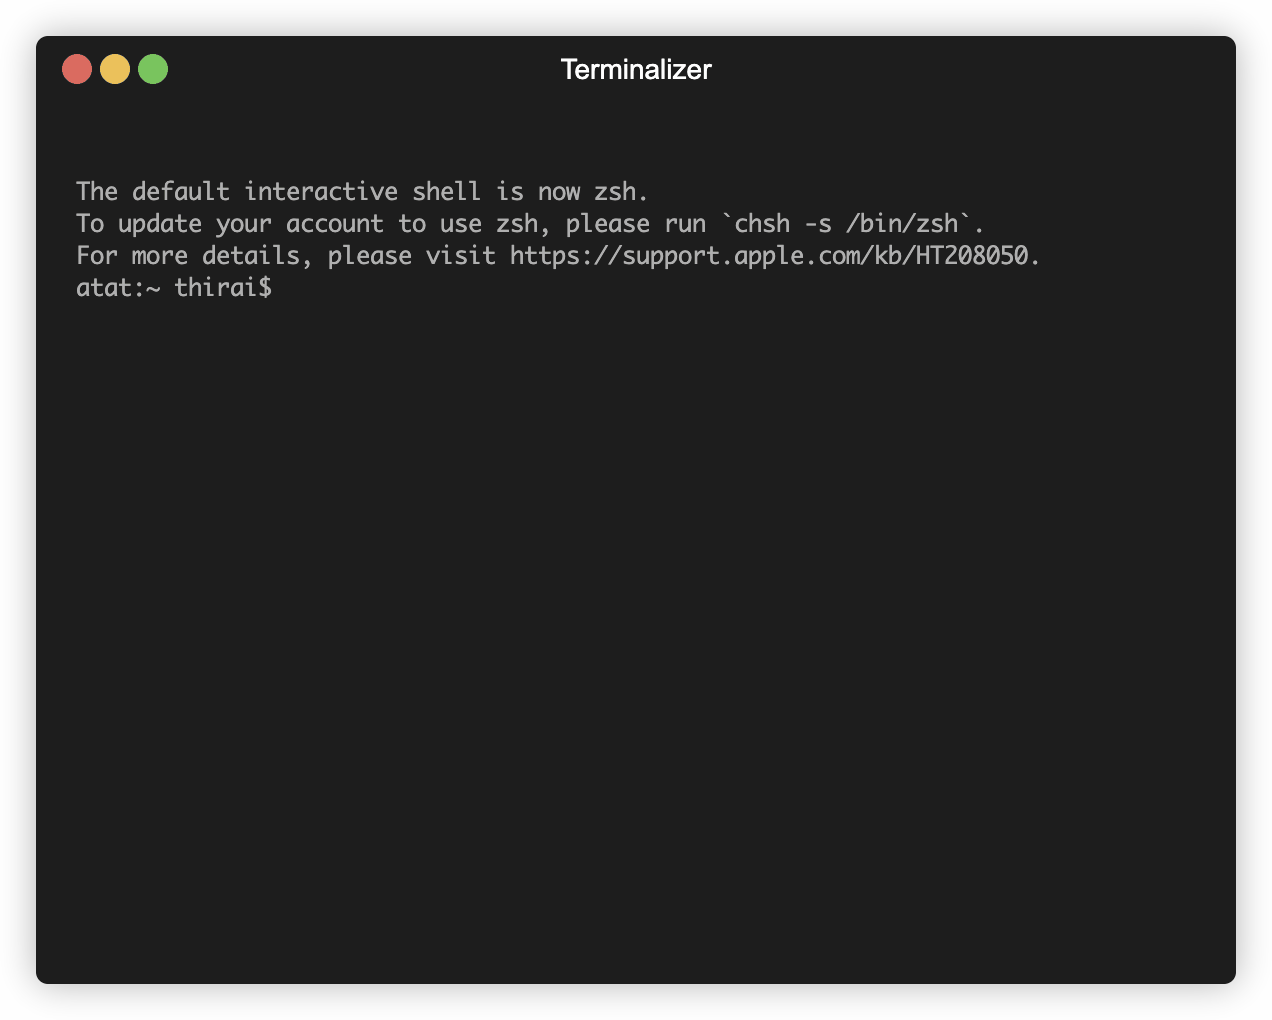 Terminalizer
The default interactive shell is now zsh.
To update your account to use zsh, please run `chsh -s /bin/zsh`.
For more details, please visit https://support.apple.com/kb/HT208050.
atat:~ thirai$